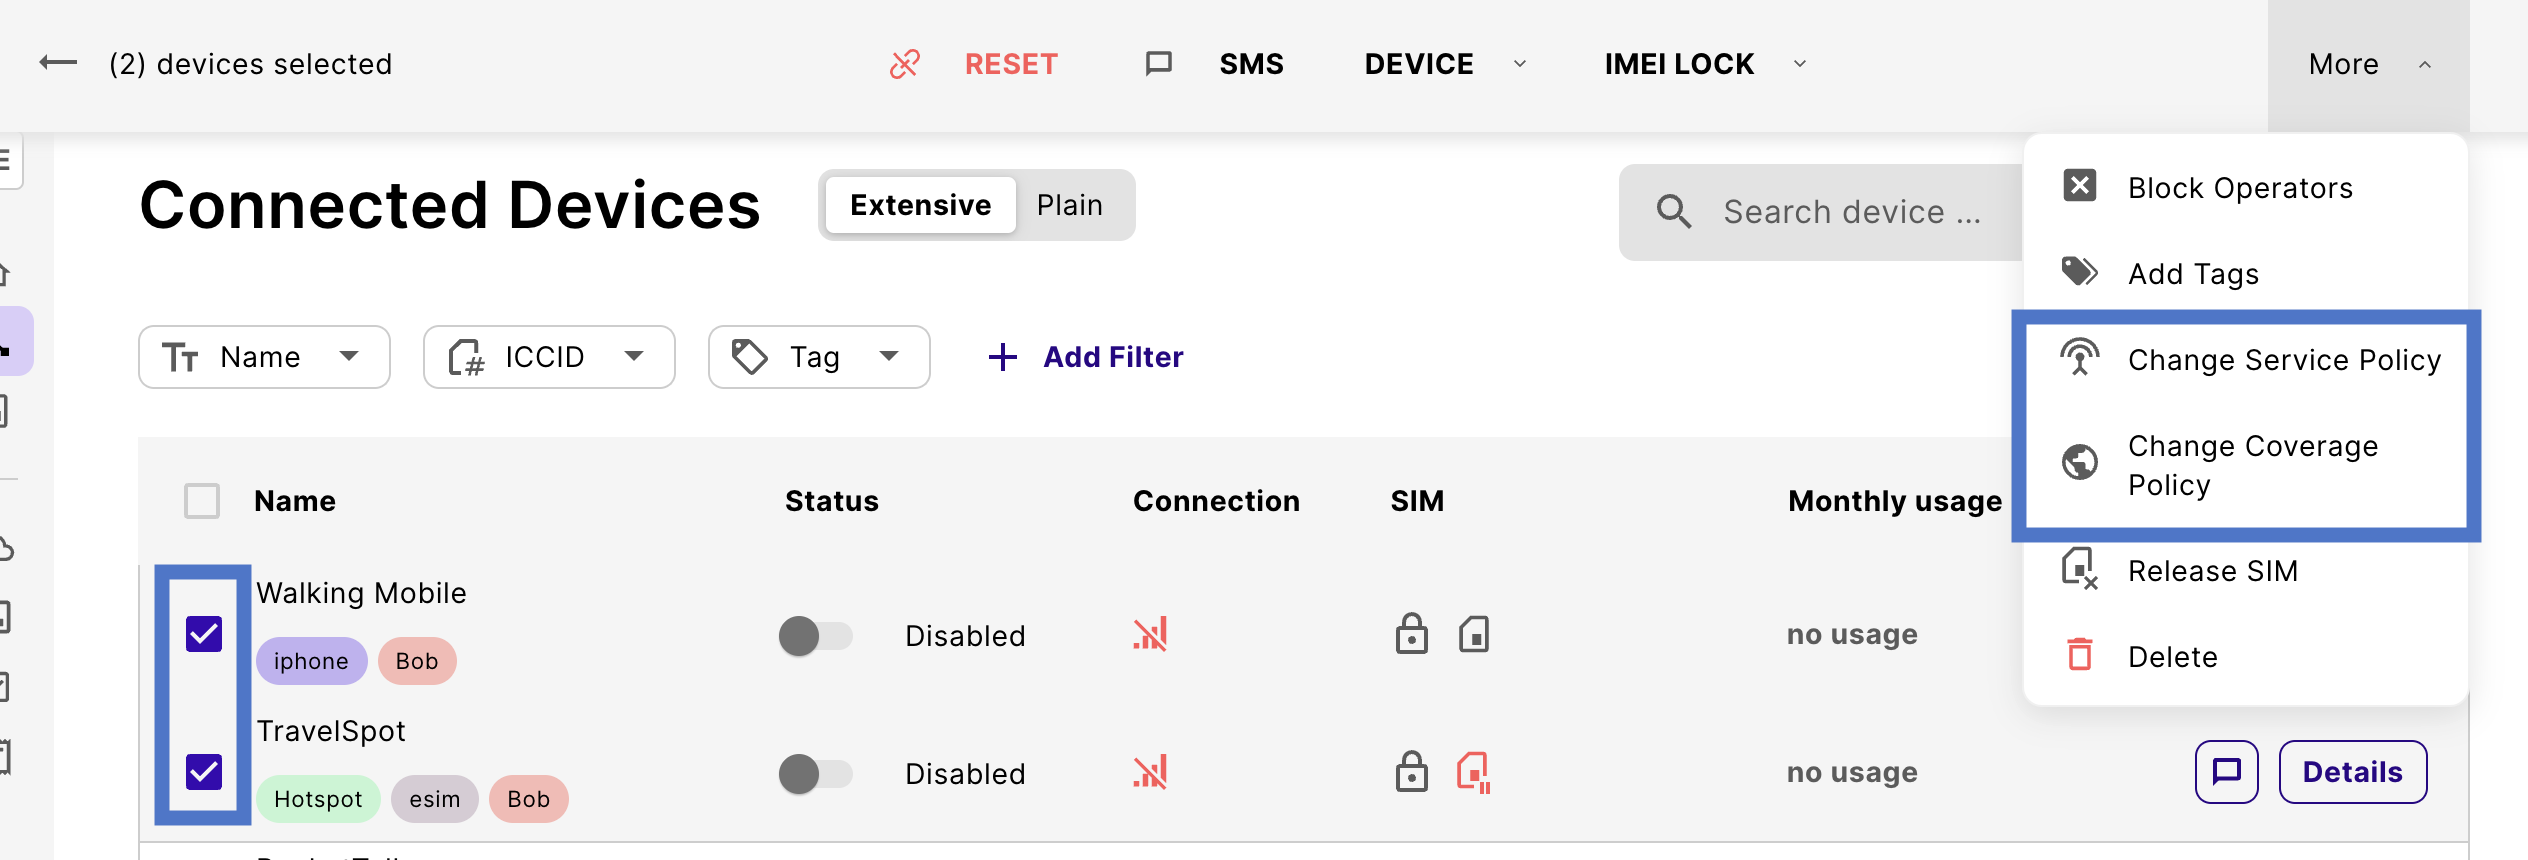 (2) devices selected
RESET
SMS
DEVICE
IMEI LOCK
More
Connected Devices
Extensive
Plain
Search device ...
Block Operators
Add Tags
Change Service Policy
Change Coverage
Policy
Release SIM
Delete
Name
ICCID
Tag
Add Filter
Name
Status
Connection
SIM
Monthly usage
Walking Mobile
iphone
Bob
Disabled
no usage
TravelSpot
Hotspot
esim
Bob
Disabled
no usage
Details